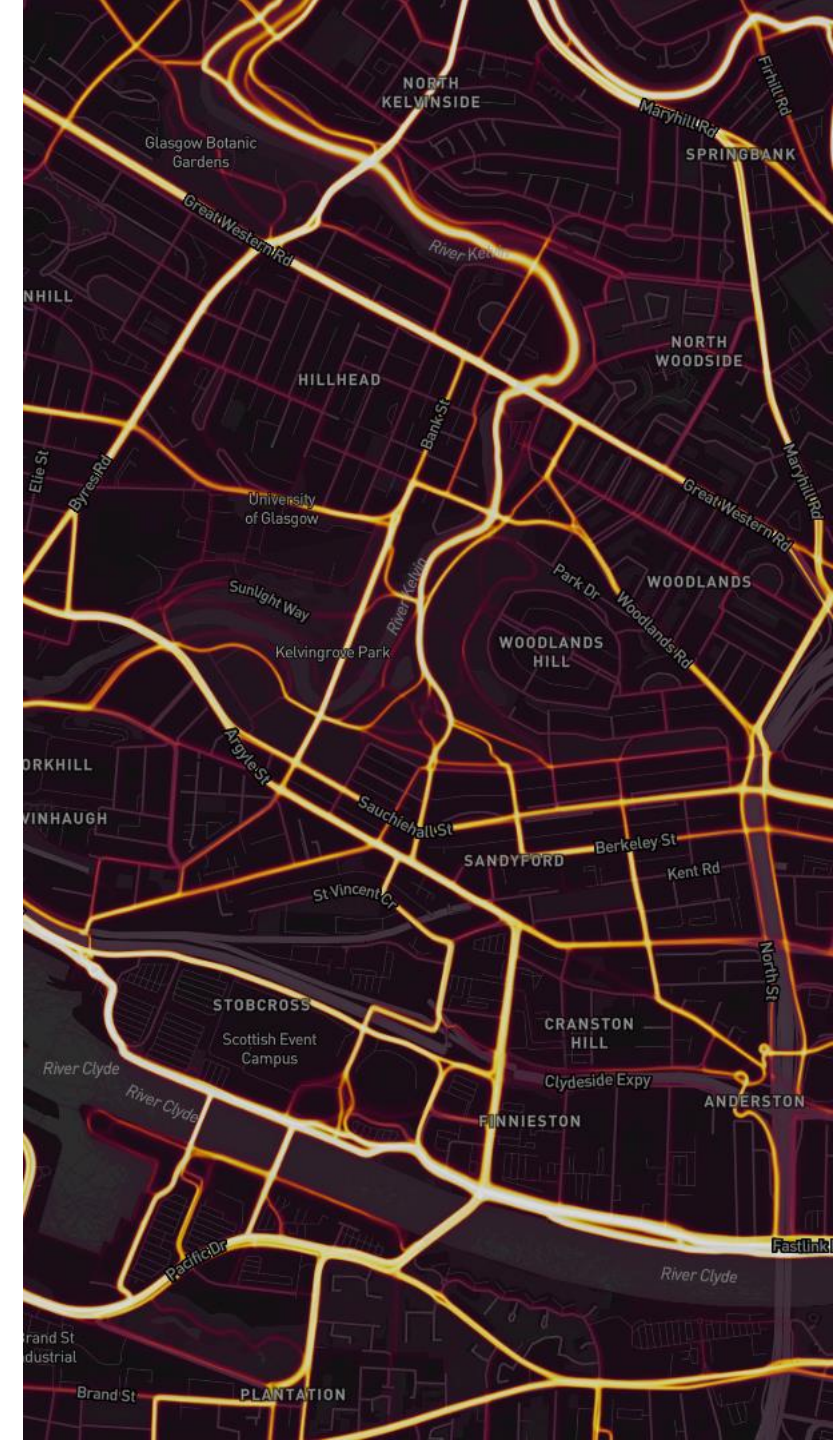 NORTH
KELVINSIDE
Firhill Rd
Maryhill Rd
Glasgow Botanic
Gardens
SPRINGBANK
Great Western Rd
River Kelvin
NHILL
NORTH
WOODSIDE
HILLHEAD
Bank St
Elie St
Byres Rd
Maryhill Rd
University
of Glasgow
Great Western Rd
River Kelvin
Park Dr
WOODLANDS
Sunlight Way
Woodlands Rd
Kelvingrove Park
WOODLANDS
HILL
Argyle St
ORKHILL
VINHAUGH
Sauchiehall St
Berkeley St
SANDYFORD
Kent Rd
St Vincent Cr
North St
STOBCROSS
CRANSTON
HILL
Scottish Event
Campus
River Clyde
Clydeside Expy
River Clyde
ANDERSTON
FINNIESTON
Pacific Dr
Fastlink
River Clyde
Brand St
dustrial
Brand St
PLANTATION